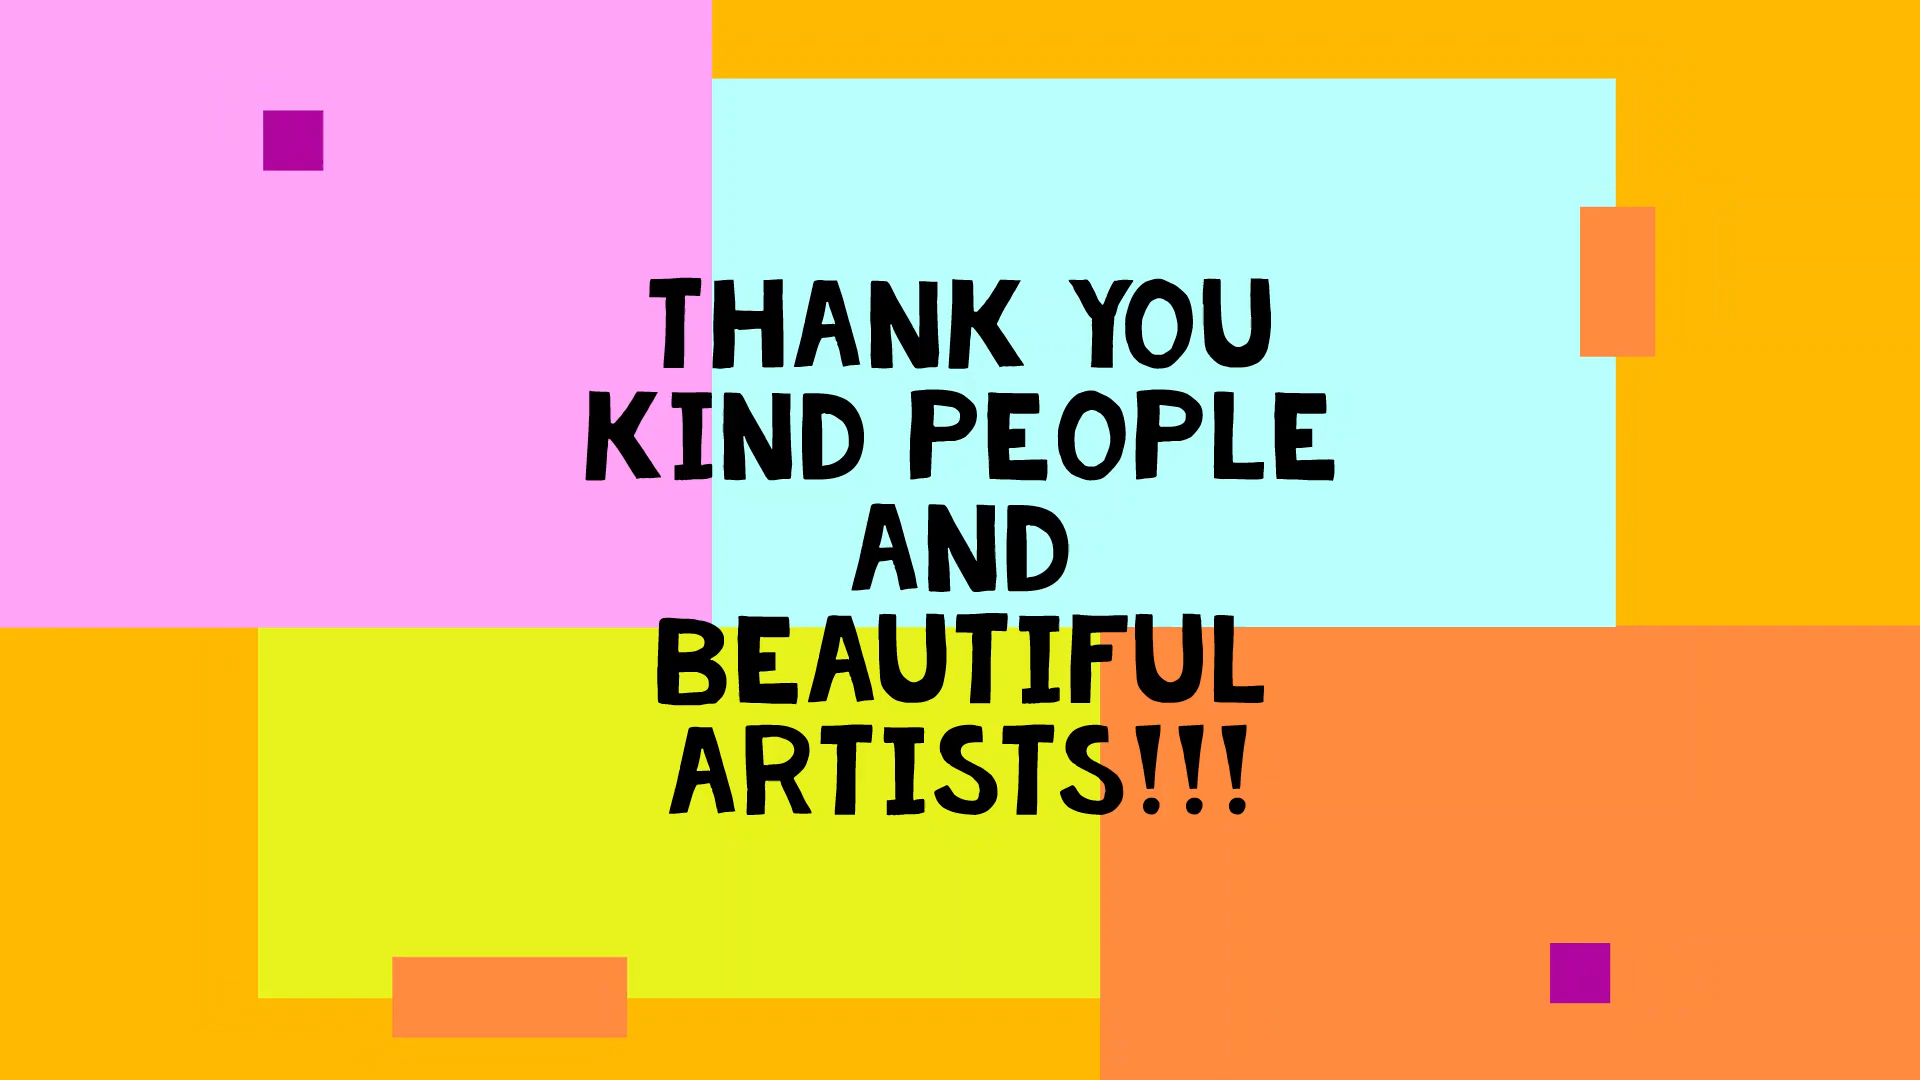 THANK YOU
KIND PEOPLE
AND
BEAUTIFUL
ARTISTS!!!